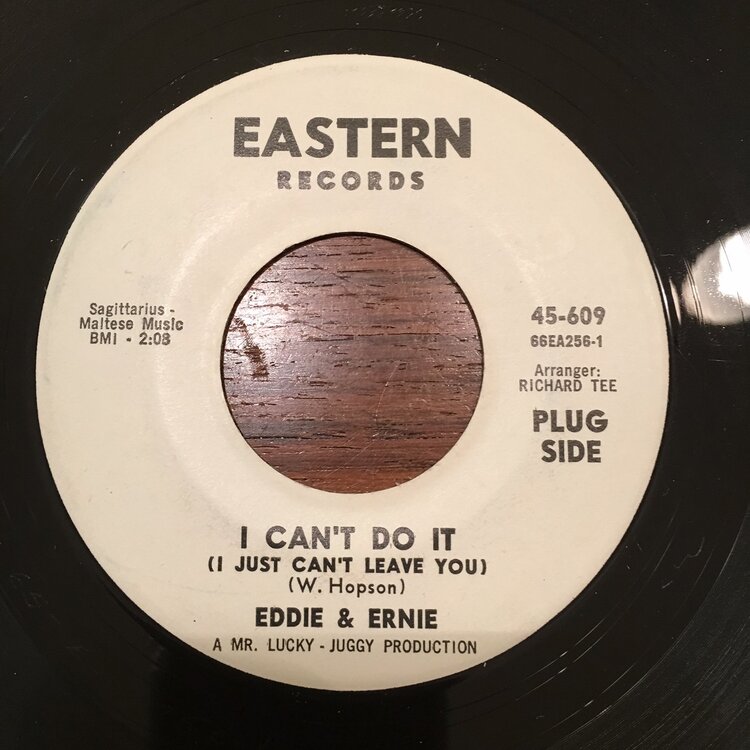 EASTERN
RECORDS
Sagittarius -
Maltese Music
BMI - 2:08
45-609
66EA256-1
Arranger:
RICHARD TEE
PLUG
SIDE
I CAN'T DO IT
(I JUST CAN'T LEAVE YOU)
(W. Hopson)
EDDIE & ERNIE
A MR. LUCKY - JUGGY PRODUCTION